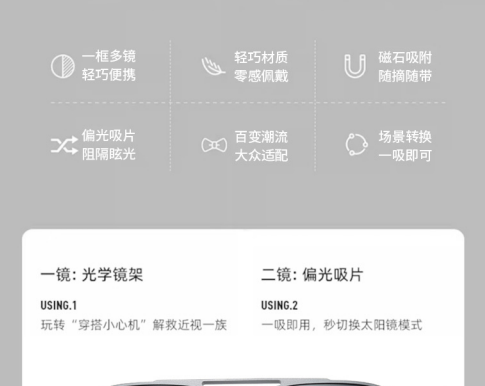 一框多镜
轻巧便携
轻巧材质
零感佩戴
磁石吸附
随摘随带
偏光吸片
阻隔眩光
百变潮流
大众适配
场景转换
一吸即可
一镜: 光学镜架
USING.1
玩转“穿搭小心机”解救近视一族
二镜: 偏光吸片
USING.2
一吸即用，秒切换太阳镜模式